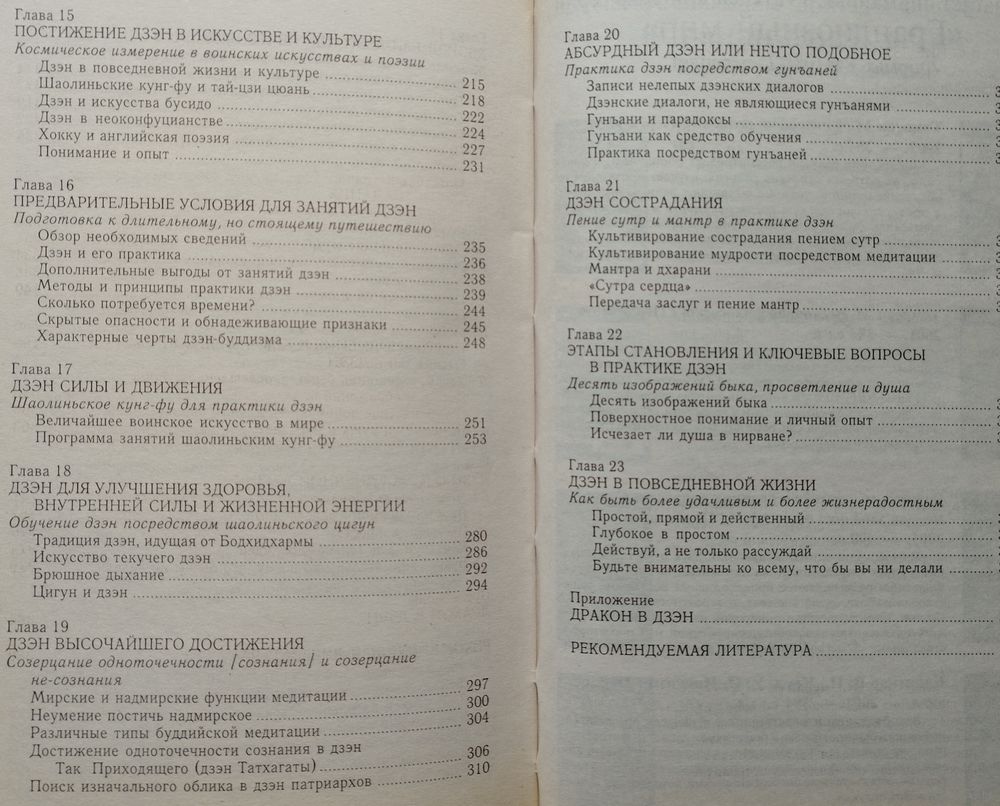 Глава 15
ПОСТИЖЕНИЕ ДЗЭН В ИСКУССТВЕ И КУЛЬТУРЕ
Космическое измерение в воинских искусствах и поэзии
Дзэн в повседневной жизни и культуре ........ 215
Шаолиньские кунг-фу и тай-цзи цюань ........ 218
Дзэн и искусства бусидо ........ 222
Дзэн в неоконфуцианстве ........ 224
Хокку и английская поэзия ........ 227
Понимание и опыт ........ 231
Глава 16
ПРЕДВАРИТЕЛЬНЫЕ УСЛОВИЯ ДЛЯ ЗАНЯТИЙ ДЗЭН
Подготовка к длительному, но стоящему путешествию
Обзор необходимых сведений ........ 235
Дзэн и его практика ........ 236
Дополнительные выгоды от занятий дзэн ........ 238
Методы и принципы практики дзэн ........ 239
Сколько потребуется времени? ........ 244
Скрытые опасности и обнадеживающие признаки ........ 245
Характерные черты дзэн-буддизма ........ 248
Глава 17
ДЗЭН СИЛЫ И ДВИЖЕНИЯ
Шаолиньское кунг-фу для практики дзэн
Величайшее воинское искусство в мире ........ 251
Программа занятий шаолиньским кунг-фу ........ 253
Глава 18
ДЗЭН ДЛЯ УЛУЧШЕНИЯ ЗДОРОВЬЯ,
ВНУТРЕННЕЙ СИЛЫ И ЖИЗНЕННОЙ ЭНЕРГИИ
Обучение дзэн посредством шаолиньского цигун
Традиция дзэн, идущая от Бодхидхармы ........ 280
Искусство текучего дзэн ........ 286
Брюшное дыхание ........ 292
Цигун и дзэн ........ 294
Глава 19
ДЗЭН ВЫСОЧАЙШЕГО ДОСТИЖЕНИЯ
Созерцание одноточечности /сознания/ и созерцание
не-сознания
Мирские и надмирские функции медитации ........ 297
Неумение постичь надмирское ........ 300
Различные типы буддийской медитации ........ 304
Достижение одноточечности сознания в дзэн
Так Приходящего (дзэн Татхагаты) ........ 306
Поиск изначального облика в дзэн патриархов ........ 310
Глава 20
АБСУРДНЫЙ ДЗЭН ИЛИ НЕЧТО ПОДОБНОЕ
Практика дзэн посредством гунъаней
Записи нелепых дзэнских диалогов ........
Дзэнские диалоги, не являющиеся гунъанями ........
Гунъани и парадоксы ........
Гунъани как средство обучения ........
Практика посредством гунъаней ........
Глава 21
ДЗЭН СОСТРАДАНИЯ
Пение сутр и мантр в практике дзэн
Культивирование сострадания пением сутр ........
Культивирование мудрости посредством медитации ........
Мантра и дхарани ........
«Сутра сердца» ........
Передача заслуг и пение мантр ........
Глава 22
ЭТАПЫ СТАНОВЛЕНИЯ И КЛЮЧЕВЫЕ ВОПРОСЫ
В ПРАКТИКЕ ДЗЭН
Десять изображений быка, просветление и душа
Десять изображений быка ........
Поверхностное понимание и личный опыт ........
Исчезает ли душа в нирване? ........
Глава 23
ДЗЭН В ПОВСЕДНЕВНОЙ ЖИЗНИ
Как быть более удачливым и более жизнерадостным
Простой, прямой и действенный ........
Глубокое в простом ........
Действуй, а не только рассуждай ........
Будьте внимательны ко всему, что бы вы ни делали ........
Приложение
ДРАКОН В ДЗЭН ........
РЕКОМЕНДУЕМАЯ ЛИТЕРАТУРА ........